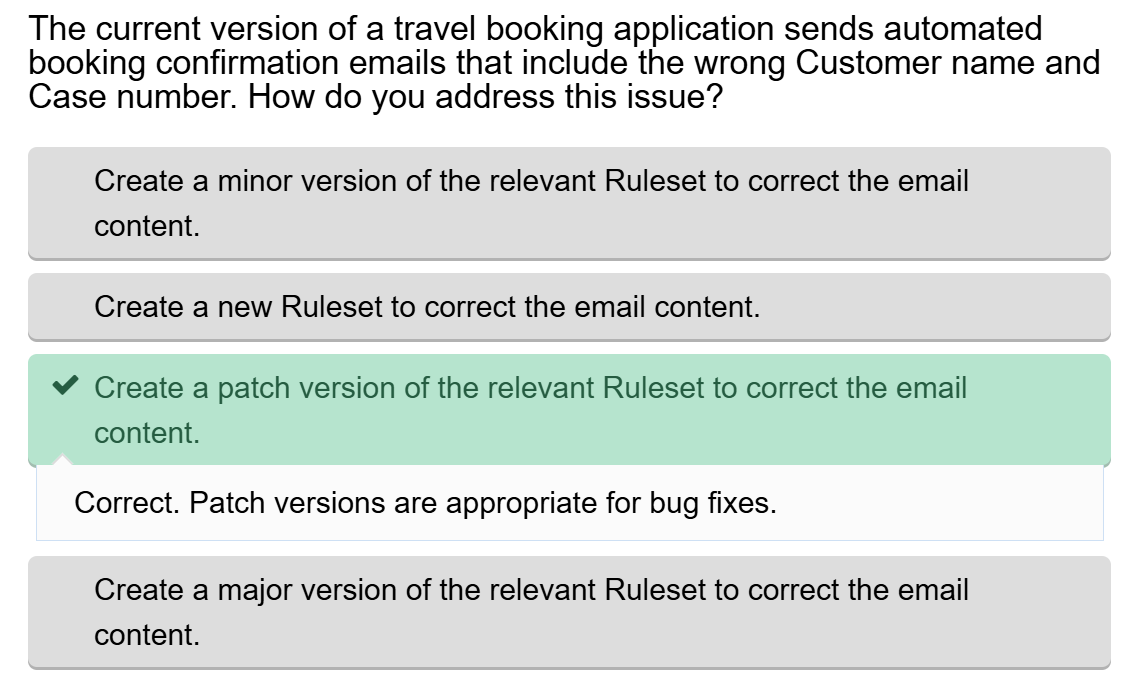 The current version of a travel booking application sends automated
booking confirmation emails that include the wrong Customer name and
Case number. How do you address this issue?
Create a minor version of the relevant Ruleset to correct the email
content.
Create a new Ruleset to correct the email content.
Create a patch version of the relevant Ruleset to correct the email
content.
Correct. Patch versions are appropriate for bug fixes.
Create a major version of the relevant Ruleset to correct the email
content.